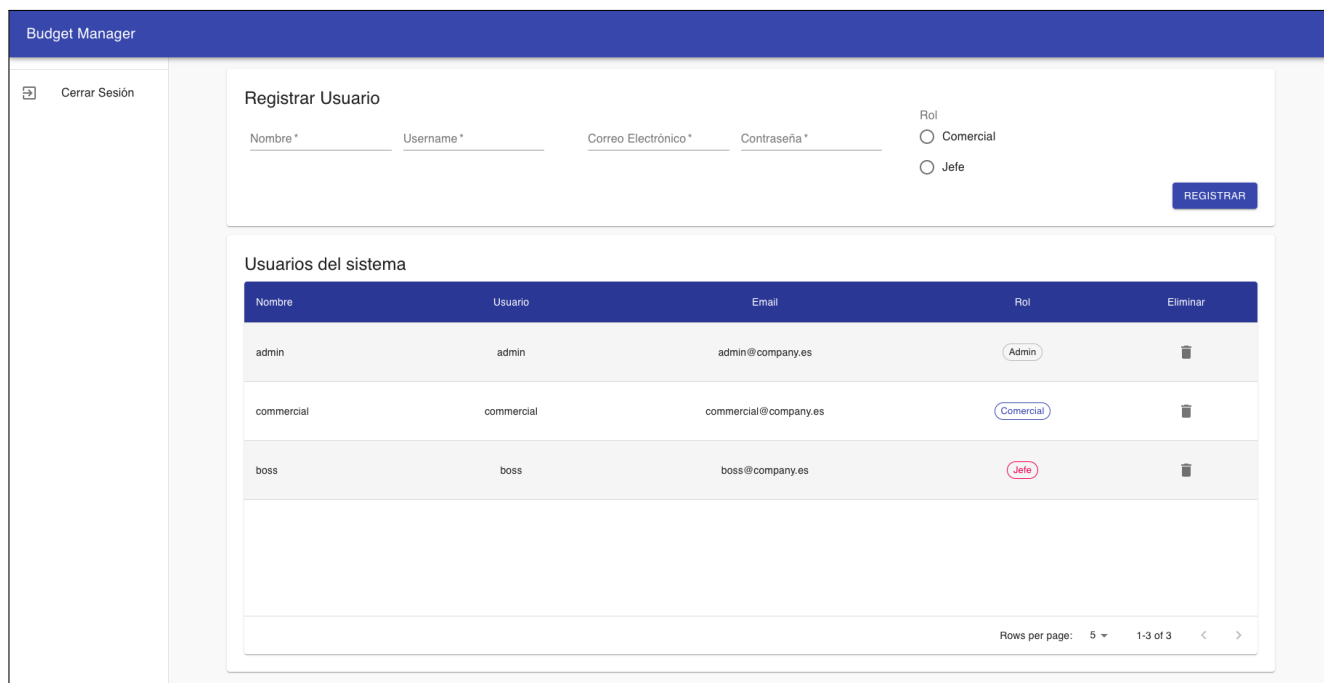 Budget Manager
Cerrar Sesión
Registrar Usuario
Nombre * Username * Correo Electrónico * Contraseña *
Rol
Comercial
Jefe
REGISTRAR
Usuarios del sistema
Nombre Usuario Email Rol Eliminar
admin admin admin@company.es Admin
commercial commercial commercial@company.es Comercial
boss boss boss@company.es Jefe
Rows per page: 5 1-3 of 3